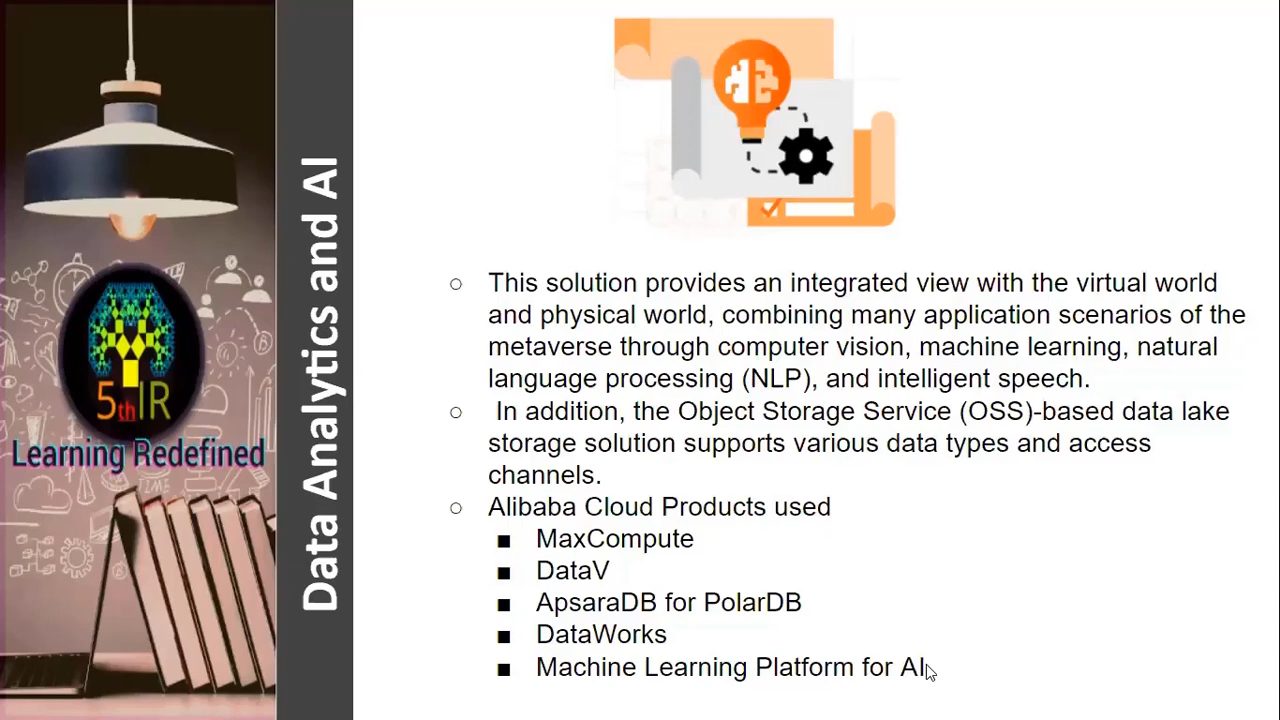 Data Analytics and AI
5thIR
Learning Redefined
TIME
○ This solution provides an integrated view with the virtual world
and physical world, combining many application scenarios of the
metaverse through computer vision, machine learning, natural
language processing (NLP), and intelligent speech.
○ In addition, the Object Storage Service (OSS)-based data lake
storage solution supports various data types and access
channels.
○ Alibaba Cloud Products used
■ MaxCompute
■ DataV
■ ApsaraDB for PolarDB
■ DataWorks
■ Machine Learning Platform for AI